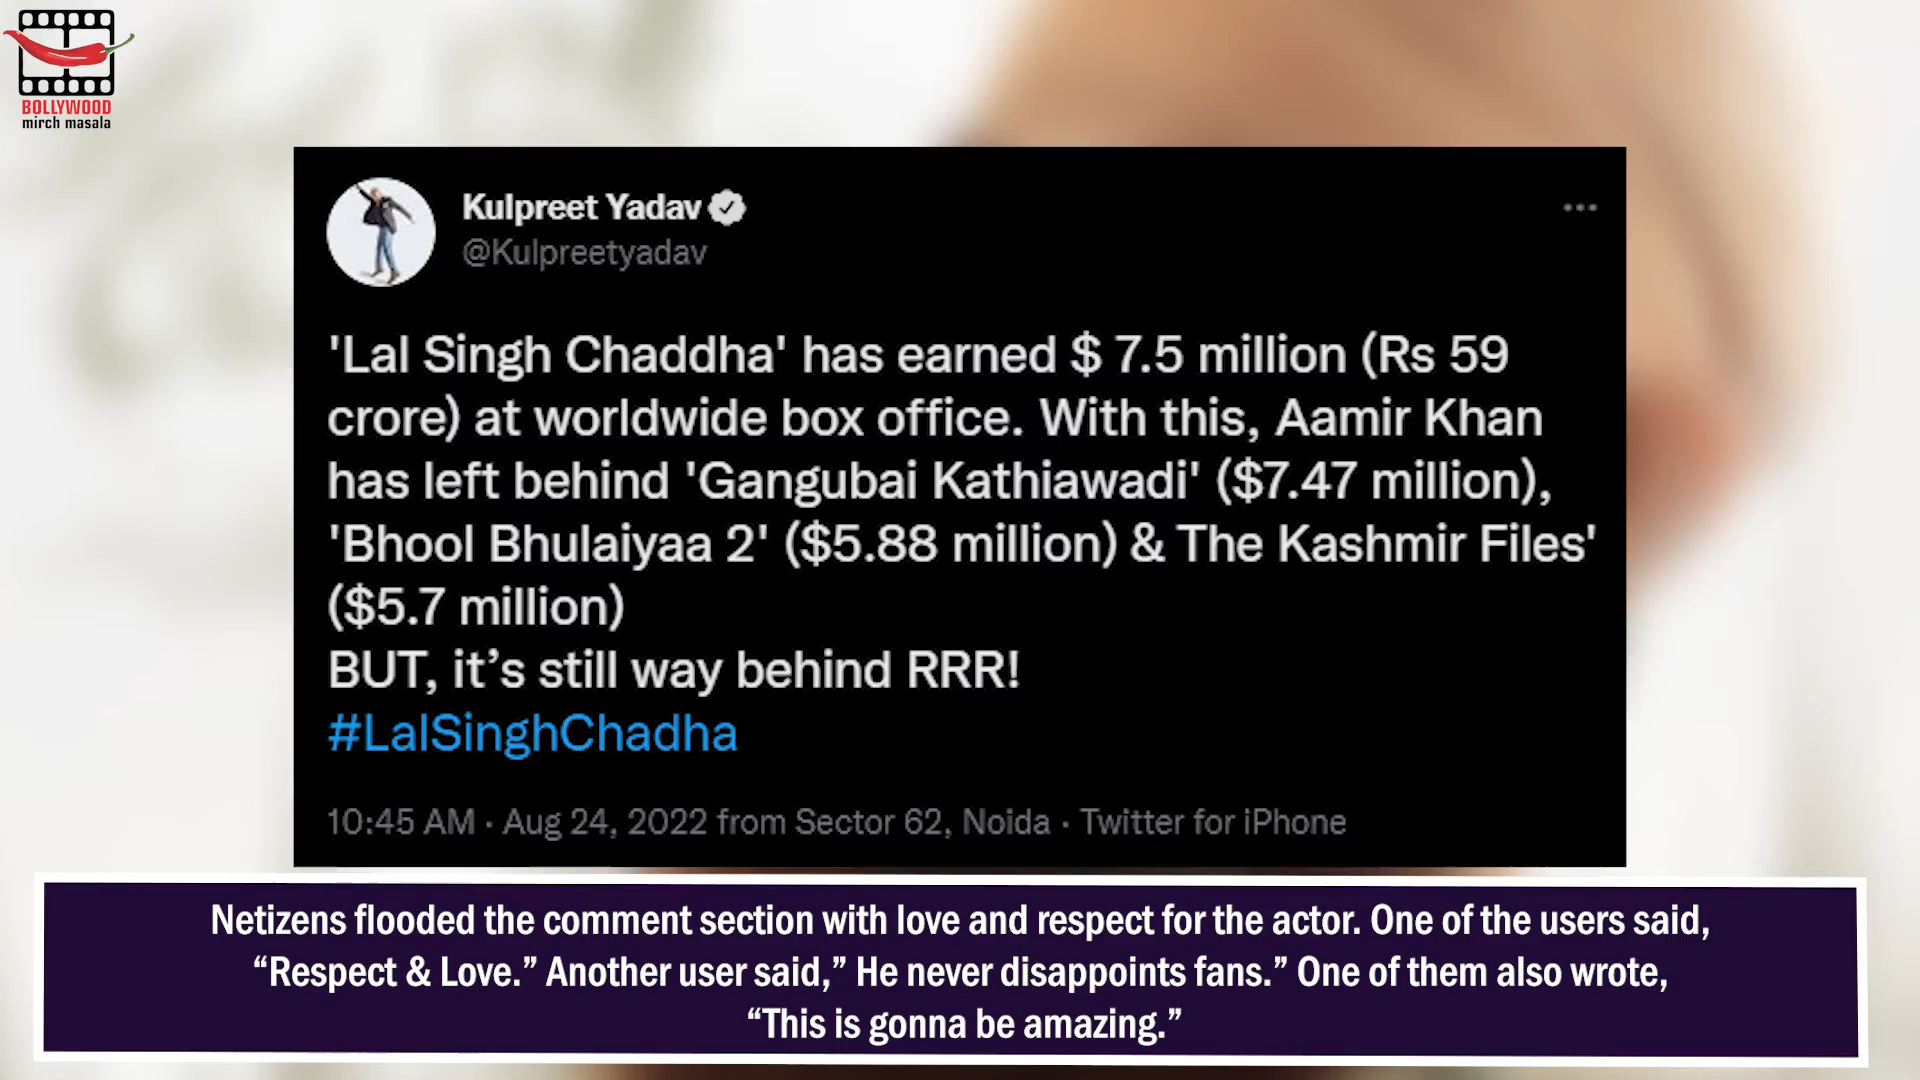 BOLLYWOOD
mirch masala
Kulpreet Yadav
@Kulpreetyadav
'Lal Singh Chaddha' has earned $ 7.5 million (Rs 59
crore) at worldwide box office. With this, Aamir Khan
has left behind 'Gangubai Kathiawadi' ($7.47 million),
'Bhool Bhulaiyaa 2' ($5.88 million) & The Kashmir Files'
($5.7 million)
BUT, it’s still way behind RRR!
#LalSinghChadha
10:45 AM · Aug 24, 2022 from Sector 62, Noida · Twitter for iPhone
Netizens flooded the comment section with love and respect for the actor. One of the users said,
“Respect & Love.” Another user said,” He never disappoints fans.” One of them also wrote,
“This is gonna be amazing.”